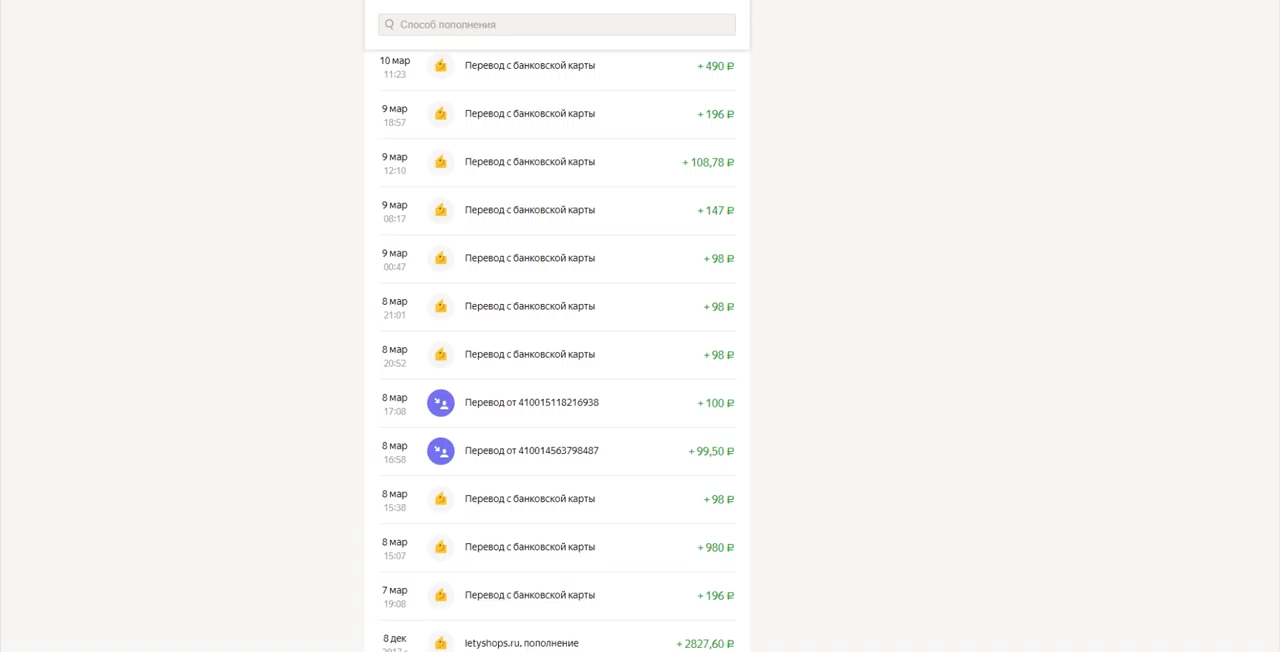 Способ пополнения
10 мар
11:23
Перевод с банковской карты
+ 490 ₽
9 мар
18:57
Перевод с банковской карты
+ 196 ₽
9 мар
12:10
Перевод с банковской карты
+ 108,78 ₽
9 мар
08:17
Перевод с банковской карты
+ 147 ₽
9 мар
00:47
Перевод с банковской карты
+ 98 ₽
8 мар
21:01
Перевод с банковской карты
+ 98 ₽
8 мар
20:52
Перевод с банковской карты
+ 98 ₽
8 мар
17:08
Перевод от 410015118216938
+ 100 ₽
8 мар
16:58
Перевод от 410014563798487
+ 99,50 ₽
8 мар
15:38
Перевод с банковской карты
+ 98 ₽
8 мар
15:07
Перевод с банковской карты
+ 980 ₽
7 мар
19:08
Перевод с банковской карты
+ 196 ₽
8 дек
2017 г.
letyshops.ru, пополнение
+ 2827,60 ₽